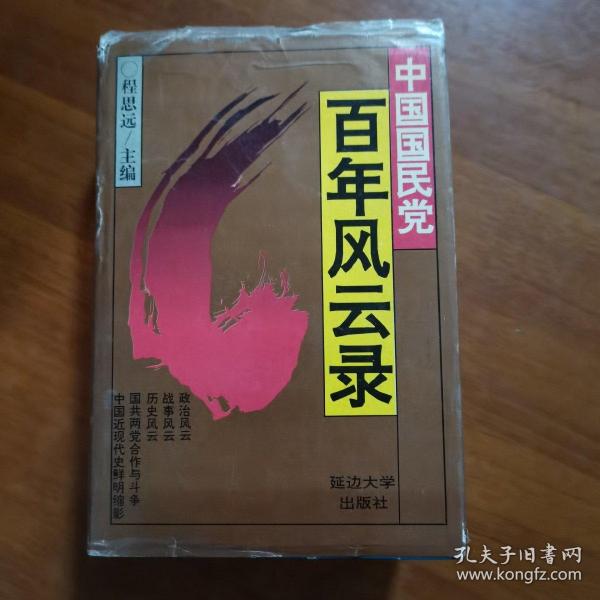 中国国民党
百年风云录
程思远/主编
政治风云
战事风云
历史风云
国共两党合作与斗争
中国近现代史鲜明缩影
延边大学
出版社
孔夫子旧书网
www.kongfz.com